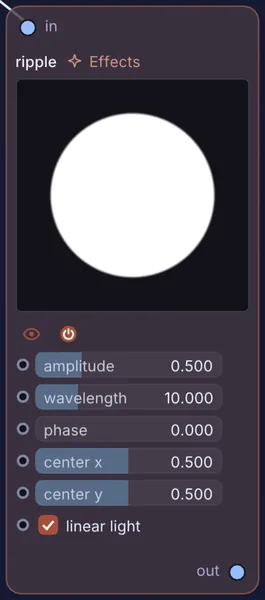 in
ripple Effects
amplitude 0.500
wavelength 10.000
phase 0.000
center x 0.500
center y 0.500
linear light
out